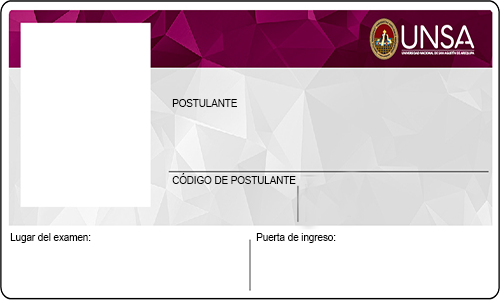 UNSA
UNIVERSIDAD NACIONAL DE SAN AGUSTÍN DE AREQUIPA
POSTULANTE
CÓDIGO DE POSTULANTE
Lugar del examen:
Puerta de ingreso: